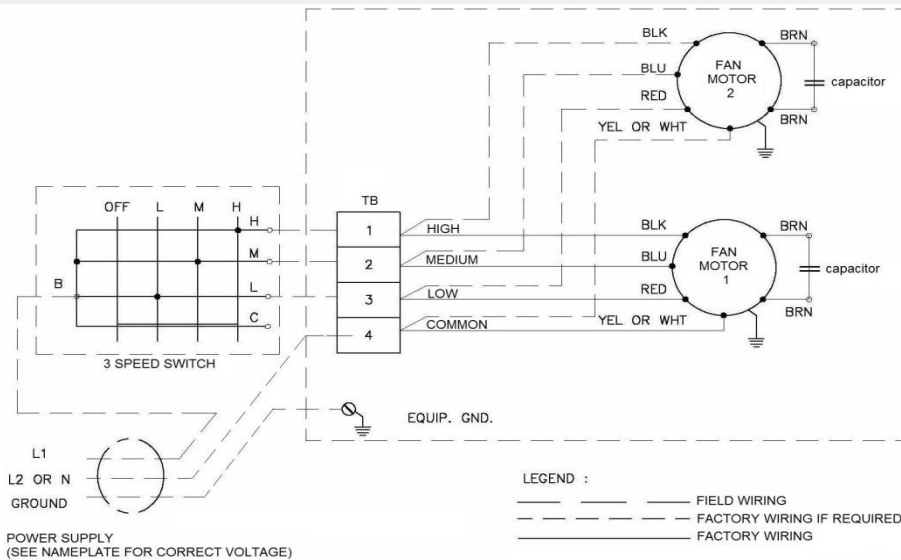 BLK
BRN
BLU
FAN
MOTOR
2
capacitor
RED
YEL OR WHT
BRN
OFF L M H
H
M
B
L
C
3 SPEED SWITCH
TB
1
HIGH
2
MEDIUM
3
LOW
4
COMMON
BLK
BRN
BLU
FAN
MOTOR
1
capacitor
RED
YEL OR WHT
BRN
EQUIP. GND.
L1
L2 OR N
GROUND
POWER SUPPLY
(SEE NAMEPLATE FOR CORRECT VOLTAGE)
LEGEND :
FIELD WIRING
FACTORY WIRING IF REQUIRED
FACTORY WIRING